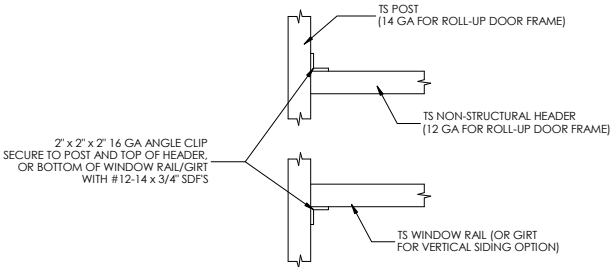 TS POST
(14 GA FOR ROLL-UP DOOR FRAME)
TS NON-STRUCTURAL HEADER
(12 GA FOR ROLL-UP DOOR FRAME)
2" x 2" x 2" 16 GA ANGLE CLIP
SECURE TO POST AND TOP OF HEADER,
OR BOTTOM OF WINDOW RAIL/GIRT
WITH #12-14 x 3/4" SDF'S
TS WINDOW RAIL (OR GIRT
FOR VERTICAL SIDING OPTION)